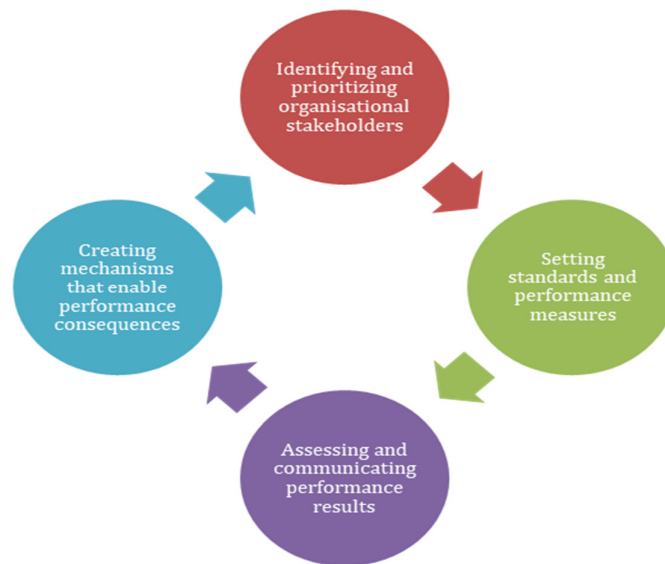 Identifying and
prioritizing
organisational
stakeholders
Setting
standards and
performance
measures
Assessing and
communicating
performance
results
Creating
mechanisms
that enable
performance
consequences